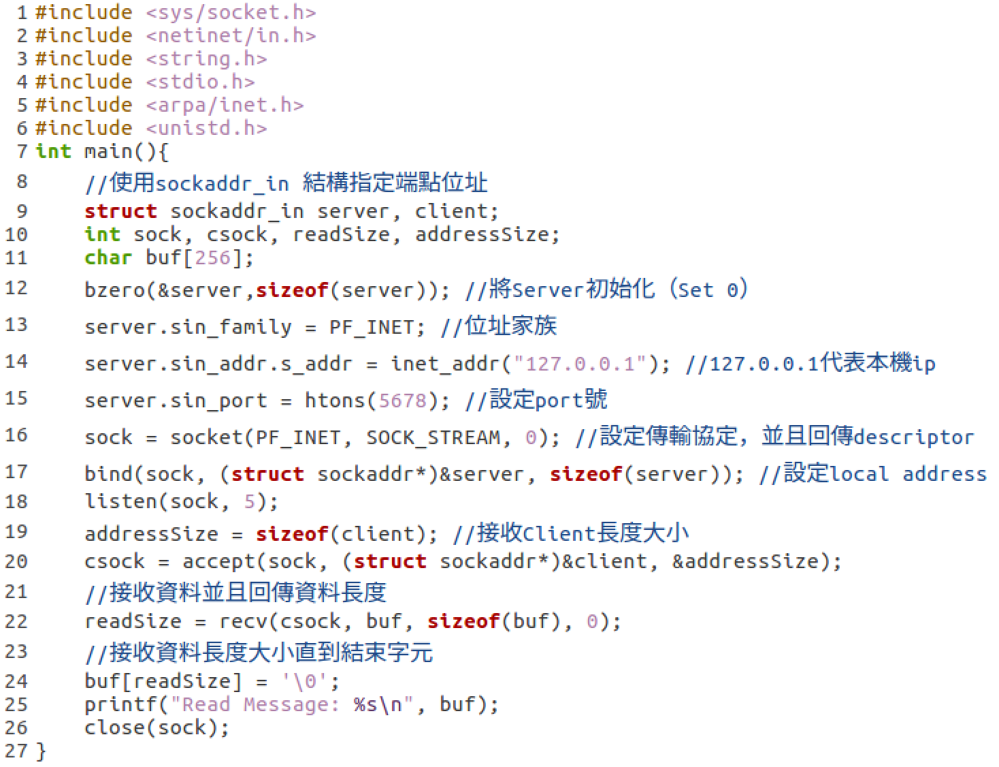 1 #include <sys/socket.h>
2 #include <netinet/in.h>
3 #include <string.h>
4 #include <stdio.h>
5 #include <arpa/inet.h>
6 #include <unistd.h>
7 int main(){
8     //使用sockaddr_in 結構指定端點位址
9     struct sockaddr_in server, client;
10     int sock, csock, readSize, addressSize;
11     char buf[256];
12     bzero(&server,sizeof(server)); //將Server初始化（Set 0）
13     server.sin_family = PF_INET; //位址家族
14     server.sin_addr.s_addr = inet_addr("127.0.0.1"); //127.0.0.1代表本機ip
15     server.sin_port = htons(5678); //設定port號
16     sock = socket(PF_INET, SOCK_STREAM, 0); //設定傳輸協定，並且回傳descriptor
17     bind(sock, (struct sockaddr*)&server, sizeof(server)); //設定local address
18     listen(sock, 5);
19     addressSize = sizeof(client); //接收Client長度大小
20     csock = accept(sock, (struct sockaddr*)&client, &addressSize);
21     //接收資料並且回傳資料長度
22     readSize = recv(csock, buf, sizeof(buf), 0);
23     //接收資料長度大小直到結束字元
24     buf[readSize] = '\0';
25     printf("Read Message: %s\n", buf);
26     close(sock);
27 }